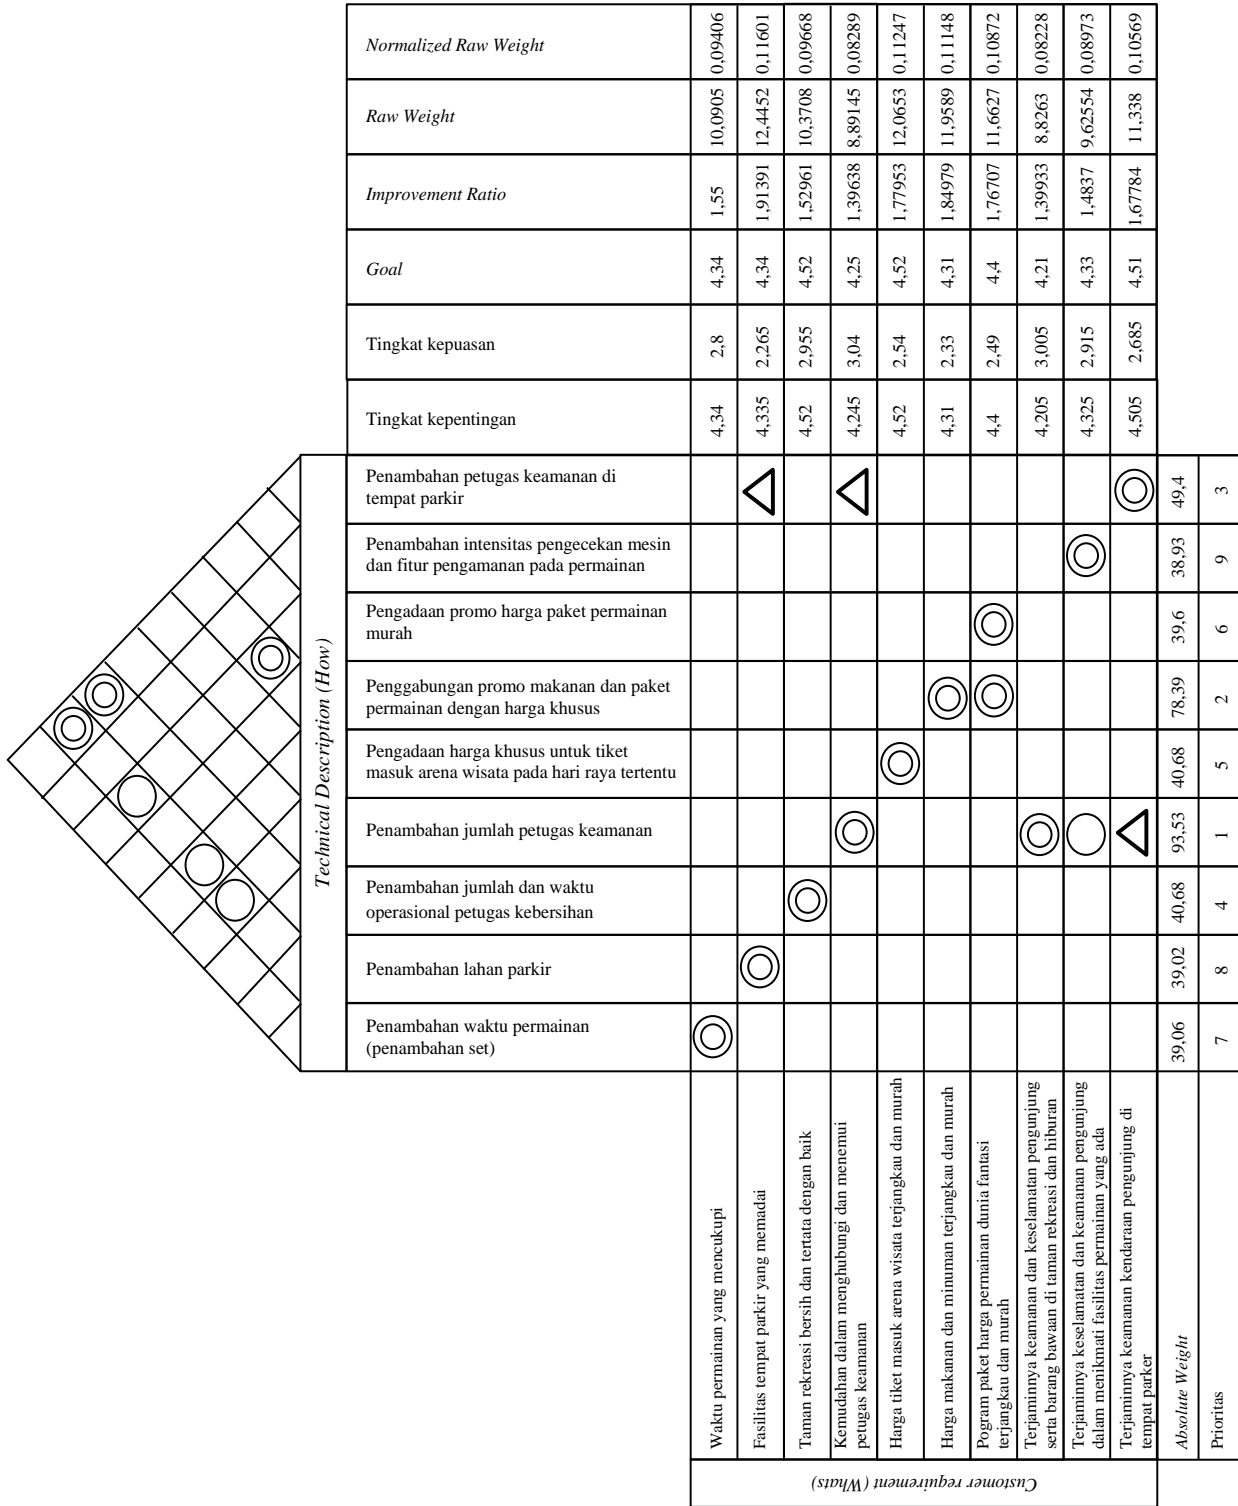 Technical Description (How)
Penambahan waktu permainan
(penambahan set)
Penambahan lahan parkir
Penambahan jumlah dan waktu
operasional petugas kebersihan
Penambahan jumlah petugas keamanan
Pengadaan harga khusus untuk tiket
masuk arena wisata pada hari raya tertentu
Penggabungan promo makanan dan paket
permainan dengan harga khusus
Pengadaan promo harga paket permainan
murah
Penambahan intensitas pengecekan mesin
dan fitur pengamanan pada permainan
Penambahan petugas keamanan di
tempat parkir
Tingkat kepentingan
Tingkat kepuasan
Goal
Improvement Ratio
Raw Weight
Normalized Raw Weight
Customer requirement (Whats)
Waktu permainan yang mencukupi
4,34 2,8 4,34 1,55 10,0905 0,09406
Fasilitas tempat parkir yang memadai
4,335 2,265 4,34 1,91391 12,4452 0,11601
Taman rekreasi bersih dan tertata dengan baik
4,52 2,955 4,52 1,52961 10,3708 0,09668
Kemudahan dalam menghubungi dan menemui
petugas keamanan
4,245 3,04 4,25 1,39638 8,89145 0,08289
Harga tiket masuk arena wisata terjangkau dan murah
4,52 2,54 4,52 1,77953 12,0653 0,11247
Harga makanan dan minuman terjangkau dan murah
4,31 2,33 4,31 1,84979 11,9589 0,11148
Pogram paket harga permainan dunia fantasi
terjangkau dan murah
4,4 2,49 4,4 1,76707 11,6627 0,10872
Terjaminnya keamanan dan keselamatan pengunjung
serta barang bawaan di taman rekreasi dan hiburan
4,205 3,005 4,21 1,39933 8,8263 0,08228
Terjaminnya keselamatan dan keamanan pengunjung
dalam menikmati fasilitas permainan yang ada
4,325 2,915 4,33 1,4837 9,62554 0,08973
Terjaminnya keamanan kendaraan pengunjung di
tempat parker
4,505 2,685 4,51 1,67784 11,338 0,10569
Absolute Weight 39,06 39,02 40,68 93,53 40,68 78,39 39,6 38,93 49,4
Prioritas 7 8 4 1 5 2 6 9 3